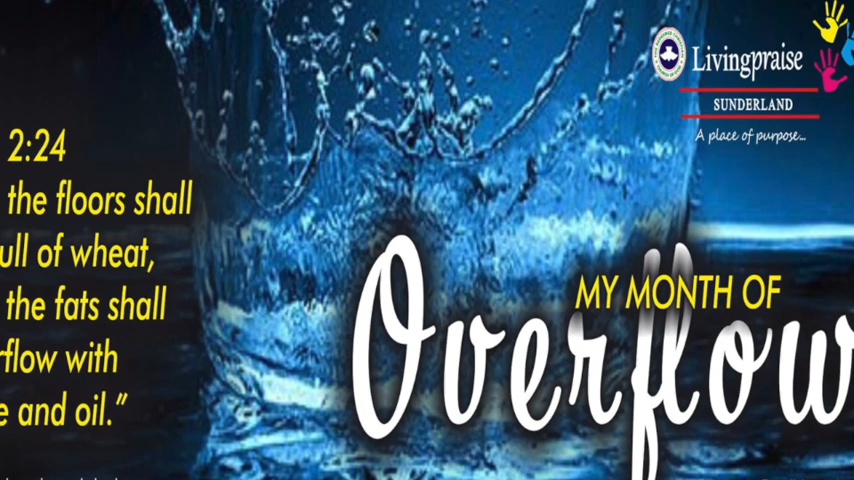 2:24
the floors shall
ull of wheat,
the fats shall
rflow with
e and oil.”
MY MONTH OF
Overflow
Livingpraise
SUNDERLAND
A place of purpose...